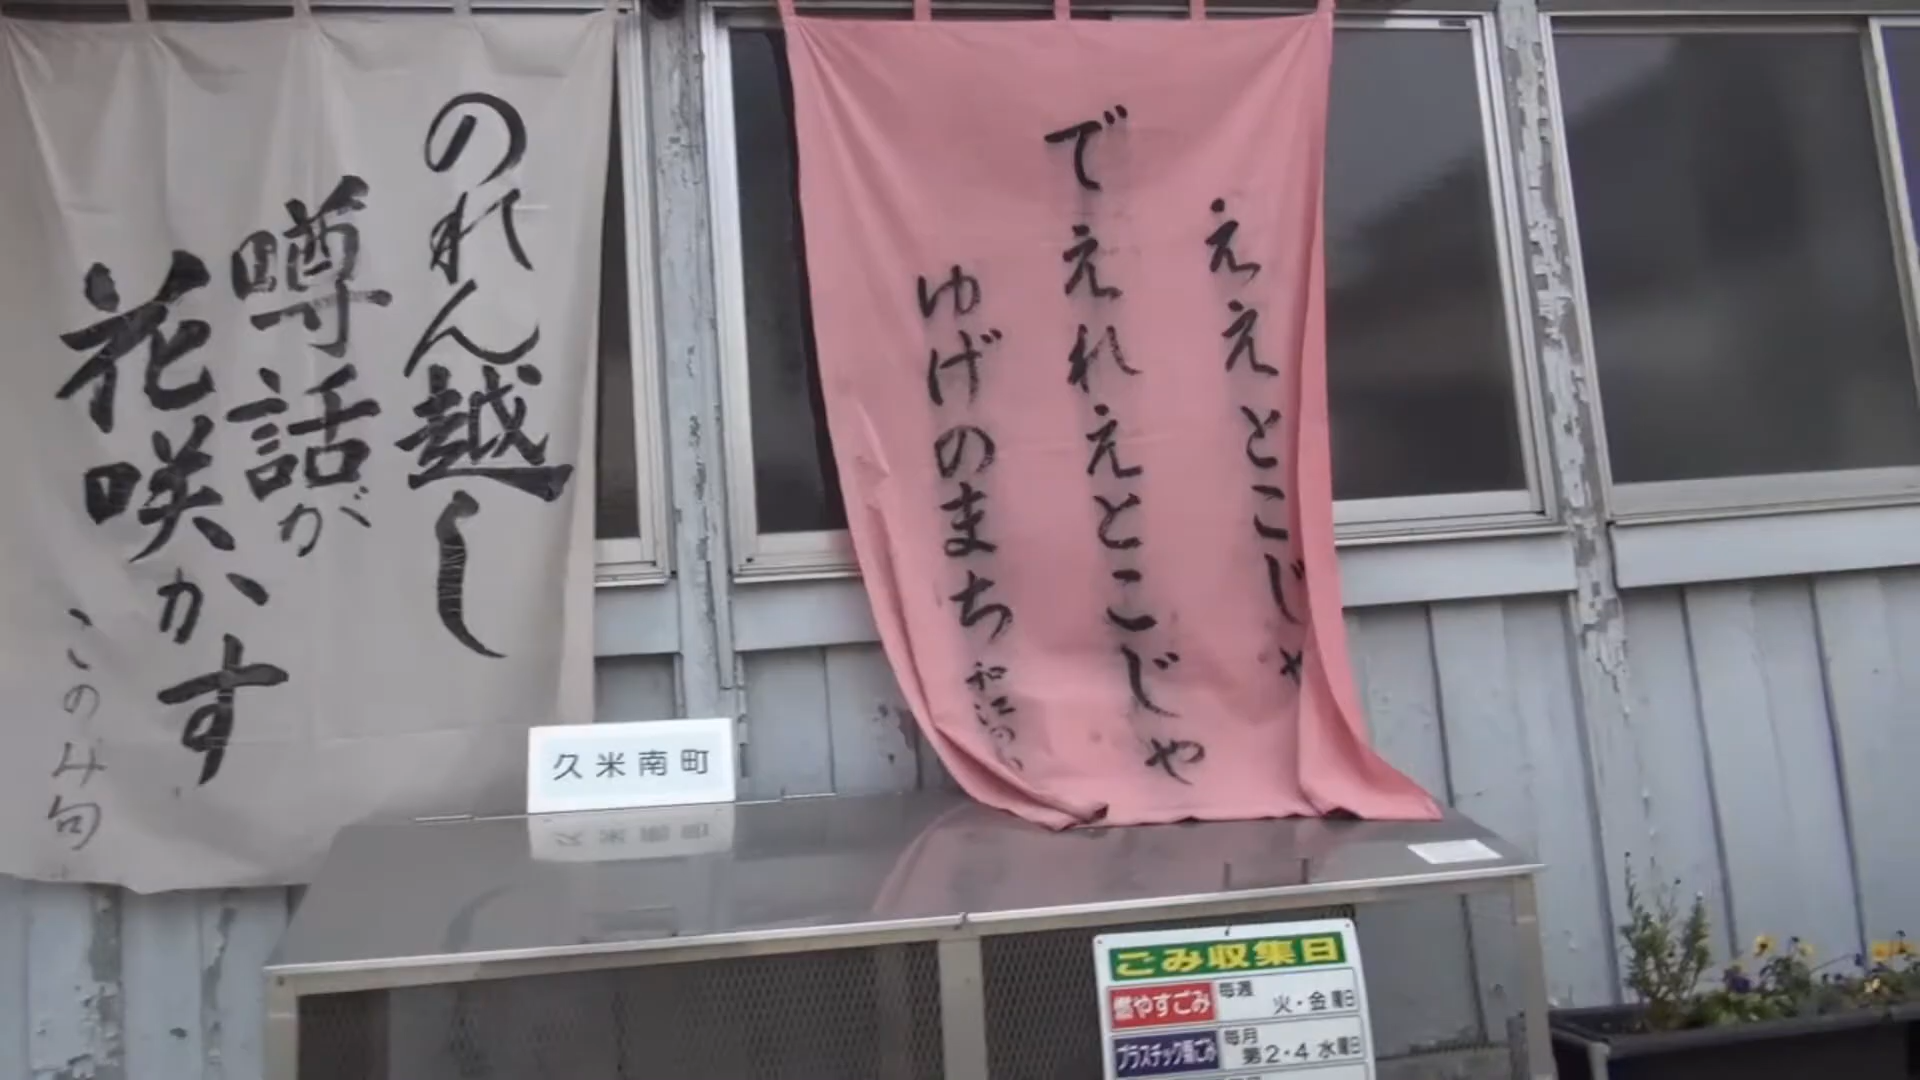 のれん越し
噂話が
花咲かす
このみ句
ええとこじゃ
でえれえとこじゃ
ゆげのまち
久米南町
ごみ収集日
燃やすごみ 毎週 火・金曜日
プラスチック製ごみ 毎月 第2・4 水曜日